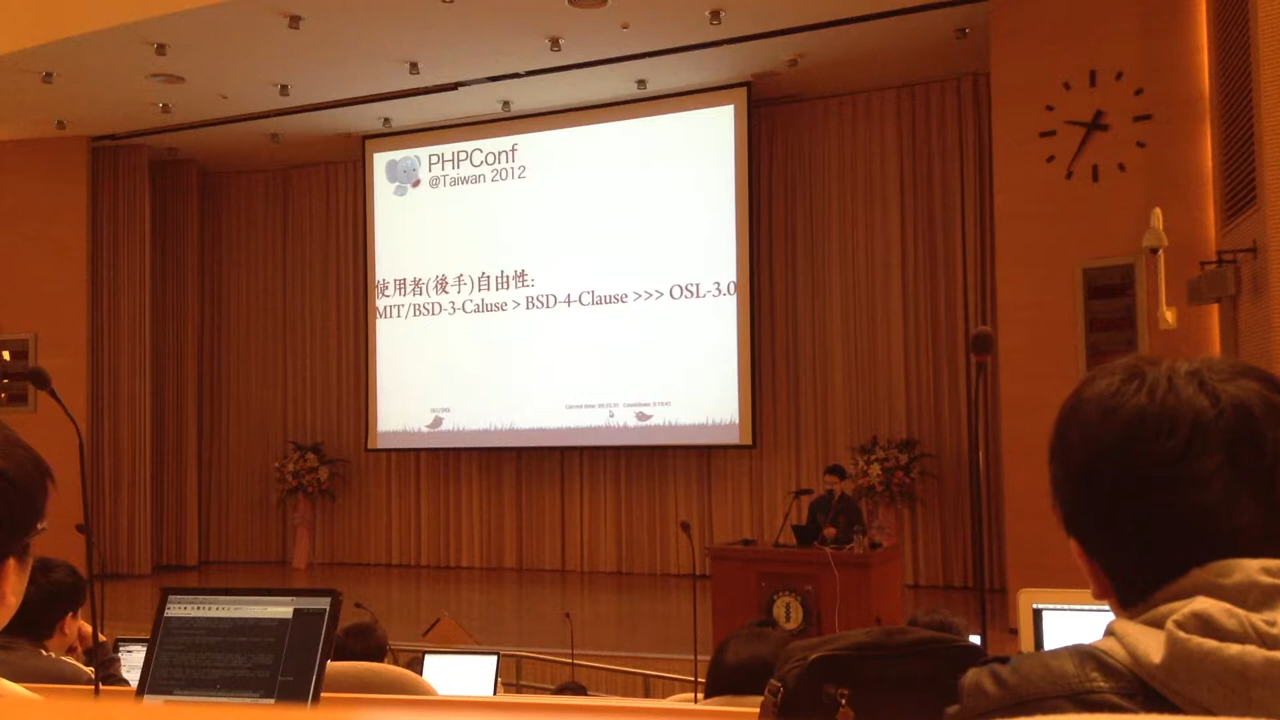 PHPConf
@Taiwan 2012
使用者(後手)自由性:
MIT/BSD-3-Caluse > BSD-4-Clause >>> OSL-3.0